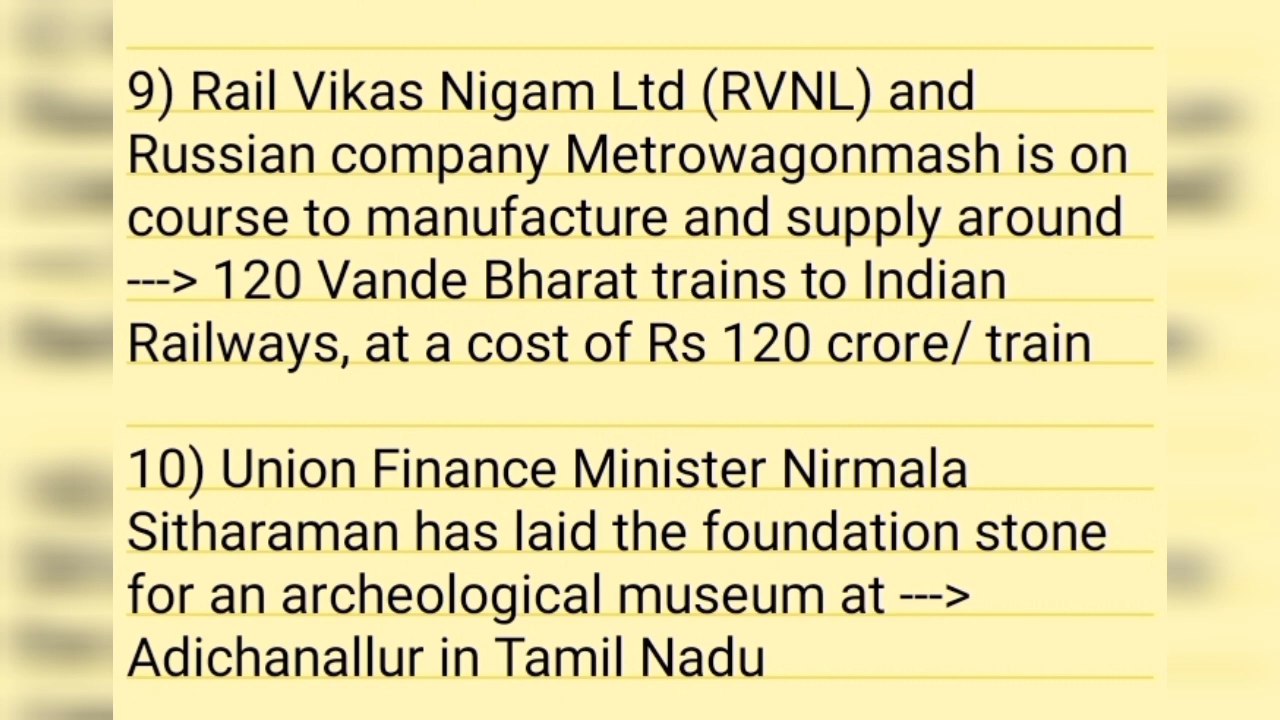 9) Rail Vikas Nigam Ltd (RVNL) and
Russian company Metrowagonmash is on
course to manufacture and supply around
---> 120 Vande Bharat trains to Indian
Railways, at a cost of Rs 120 crore/ train
10) Union Finance Minister Nirmala
Sitharaman has laid the foundation stone
for an archeological museum at --->
Adichanallur in Tamil Nadu